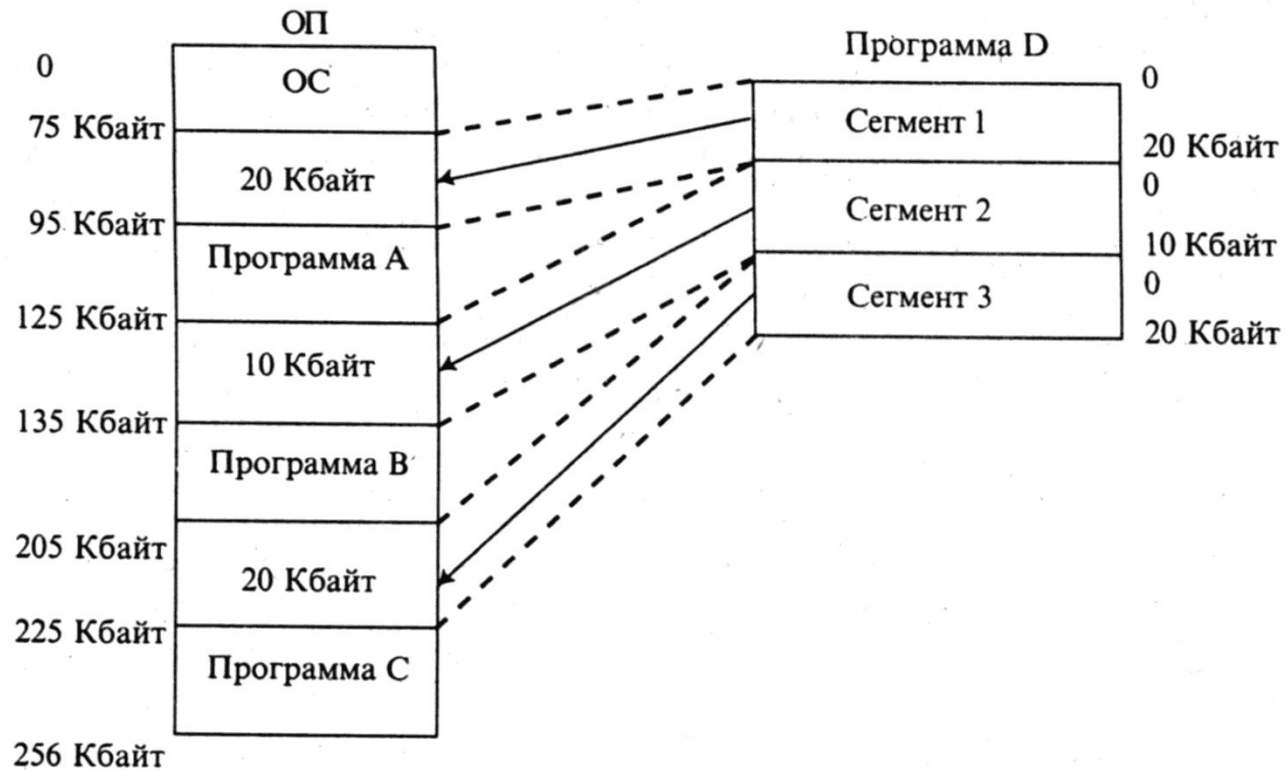 ОП
0
ОС
75 Кбайт
20 Кбайт
95 Кбайт
Программа А
125 Кбайт
10 Кбайт
135 Кбайт
Программа В
205 Кбайт
20 Кбайт
225 Кбайт
Программа С
256 Кбайт
Программа D
0
Сегмент 1
20 Кбайт
0
Сегмент 2
10 Кбайт
0
Сегмент 3
20 Кбайт